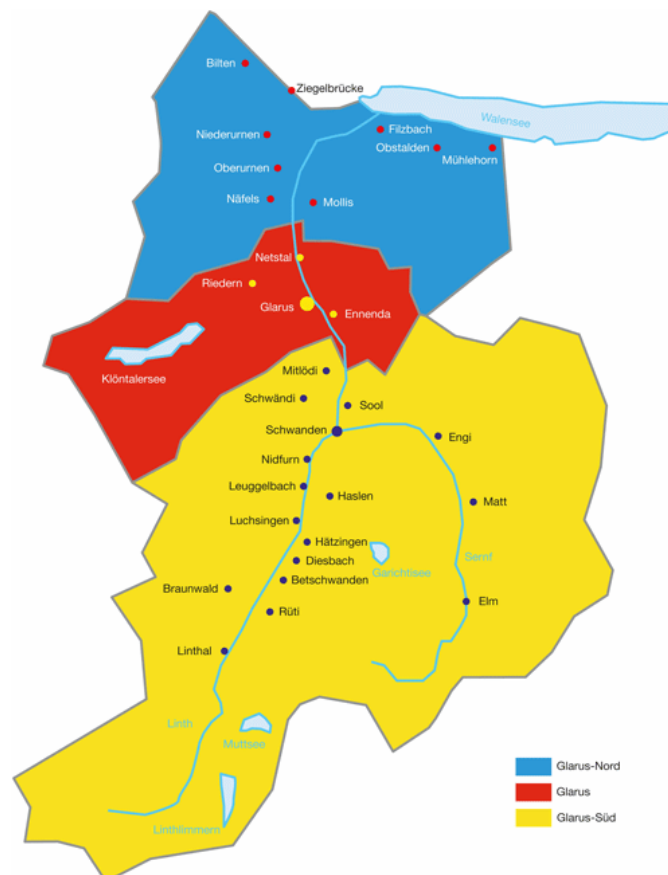 Bilten
Ziegelbrücke
Walensee
Filzbach
Niederurnen
Obstalden
Mühlehorn
Oberurnen
Näfels
Mollis
Netstal
Riedern
Glarus
Ennenda
Klöntalersee
Mitlödi
Schwändi
Sool
Schwanden
Engi
Nidfurn
Leuggelbach
Haslen
Matt
Luchsingen
Hätzingen
Diesbach
Garichtisee
Sernf
Betschwanden
Braunwald
Elm
Rüti
Linthal
Linth
Muttsee
Linthlimmern
Glarus-Nord
Glarus
Glarus-Süd